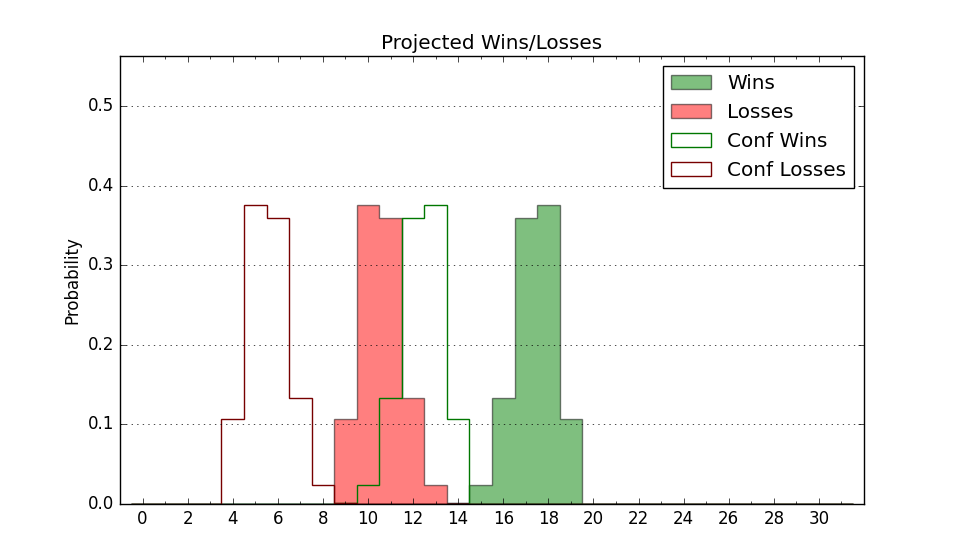 Projected Wins/Losses
Wins
Losses
Conf Wins
Conf Losses
Probability
0.5
0.4
0.3
0.2
0.1
0.0
0 2 4 6 8 10 12 14 16 18 20 22 24 26 28 30